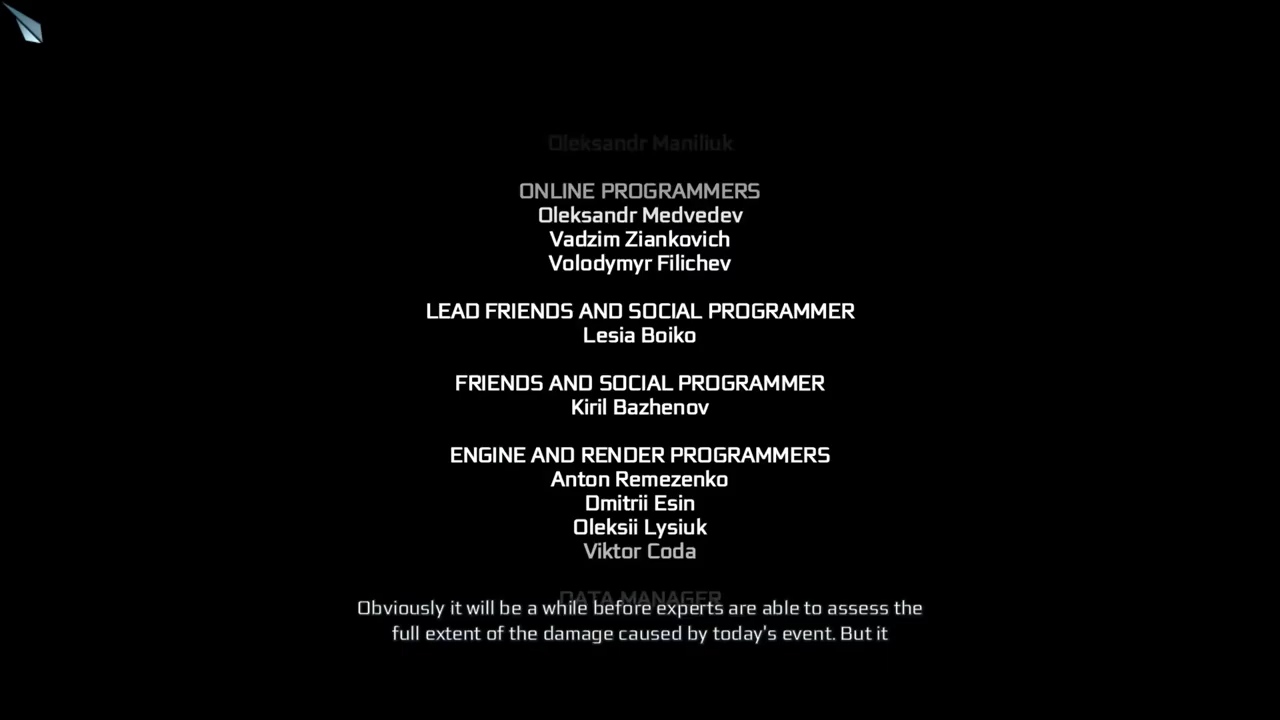 Oleksandr Maniliuk
ONLINE PROGRAMMERS
Oleksandr Medvedev
Vadzim Ziankovich
Volodymyr Filichev
LEAD FRIENDS AND SOCIAL PROGRAMMER
Lesia Boiko
FRIENDS AND SOCIAL PROGRAMMER
Kiril Bazhenov
ENGINE AND RENDER PROGRAMMERS
Anton Remezenko
Dmitrii Esin
Oleksii Lysiuk
Viktor Coda
DATA MANAGER
Obviously it will be a while before experts are able to assess the
full extent of the damage caused by today's event. But it